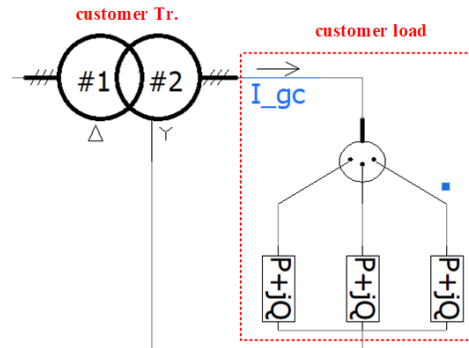 customer Tr.
customer load
#1
#2
I_gc
Δ
Y
P+jQ
P+jQ
P+jQ